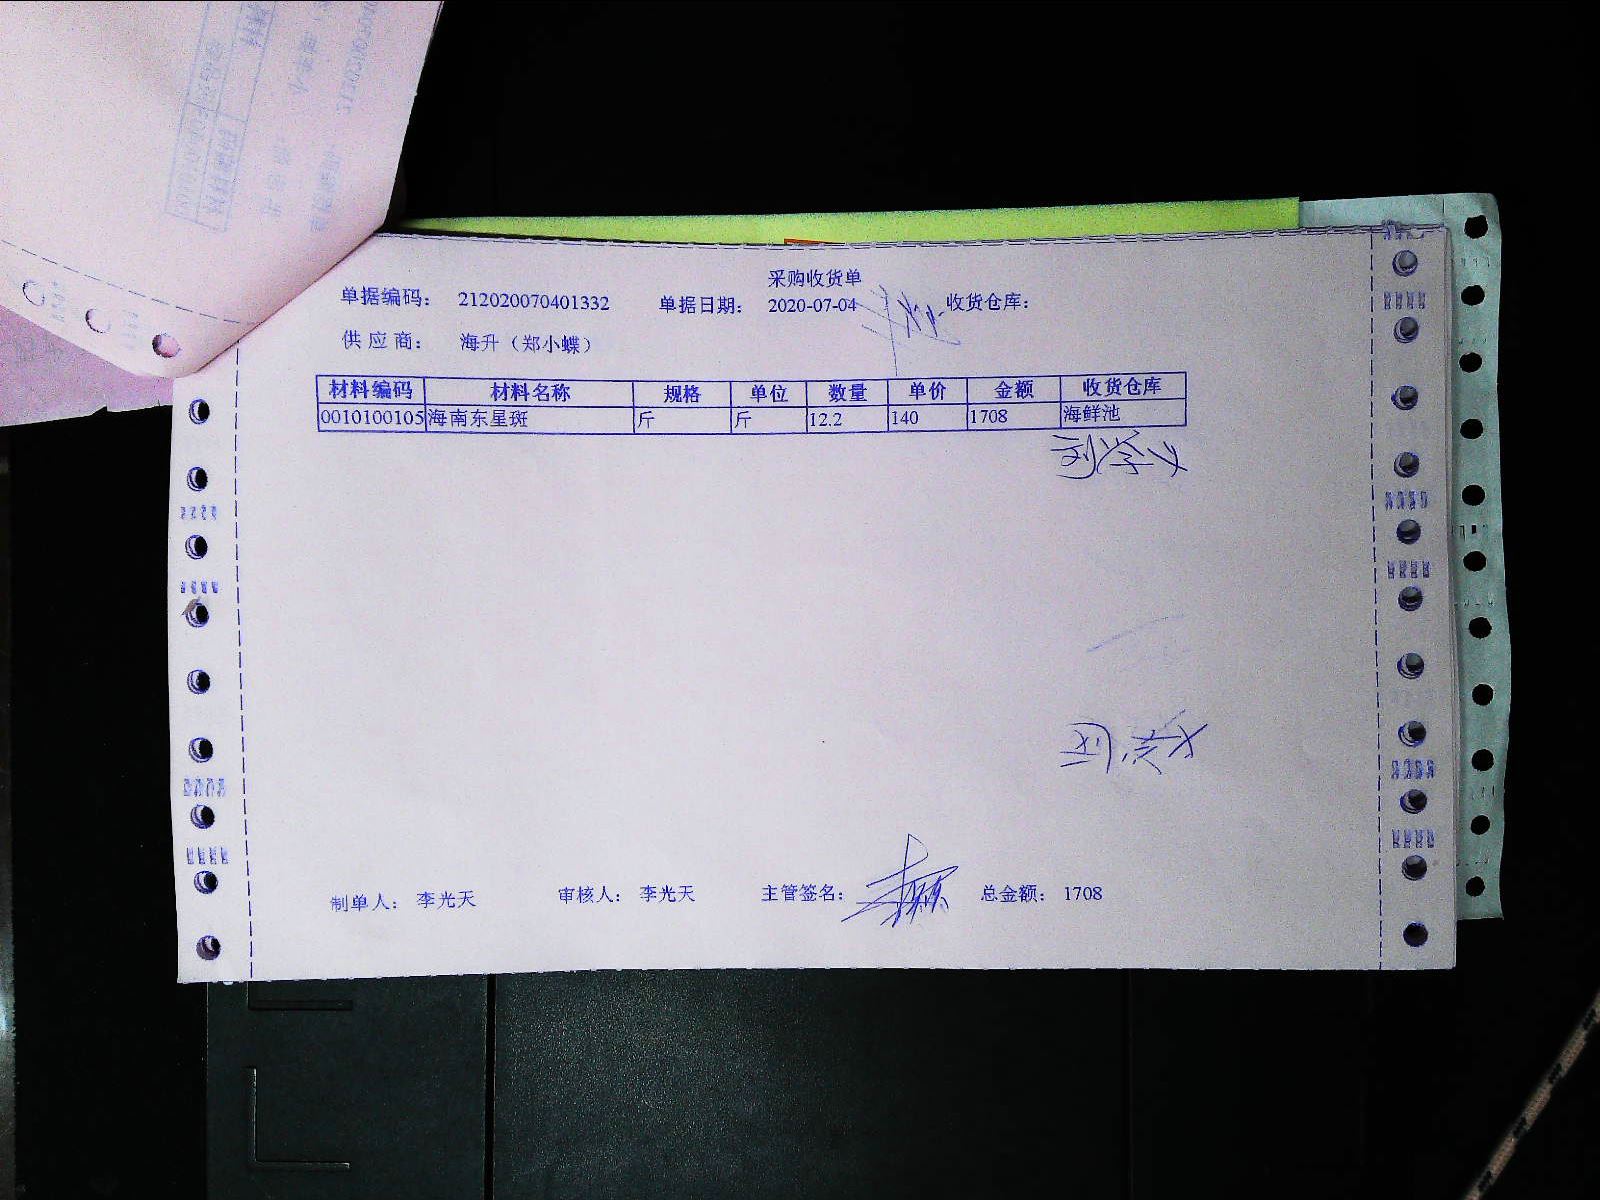 采购收货单
单据编码： 212020070401332 单据日期： 2020-07-04 收货仓库：
供应商： 海升（郑小蝶）
材料编码 材料名称 规格 单位 数量 单价 金额 收货仓库
0010100105 海南东星斑 斤 斤 12.2 140 1708 海鲜池
制单人： 李光天 审核人： 李光天 主管签名： 总金额： 1708